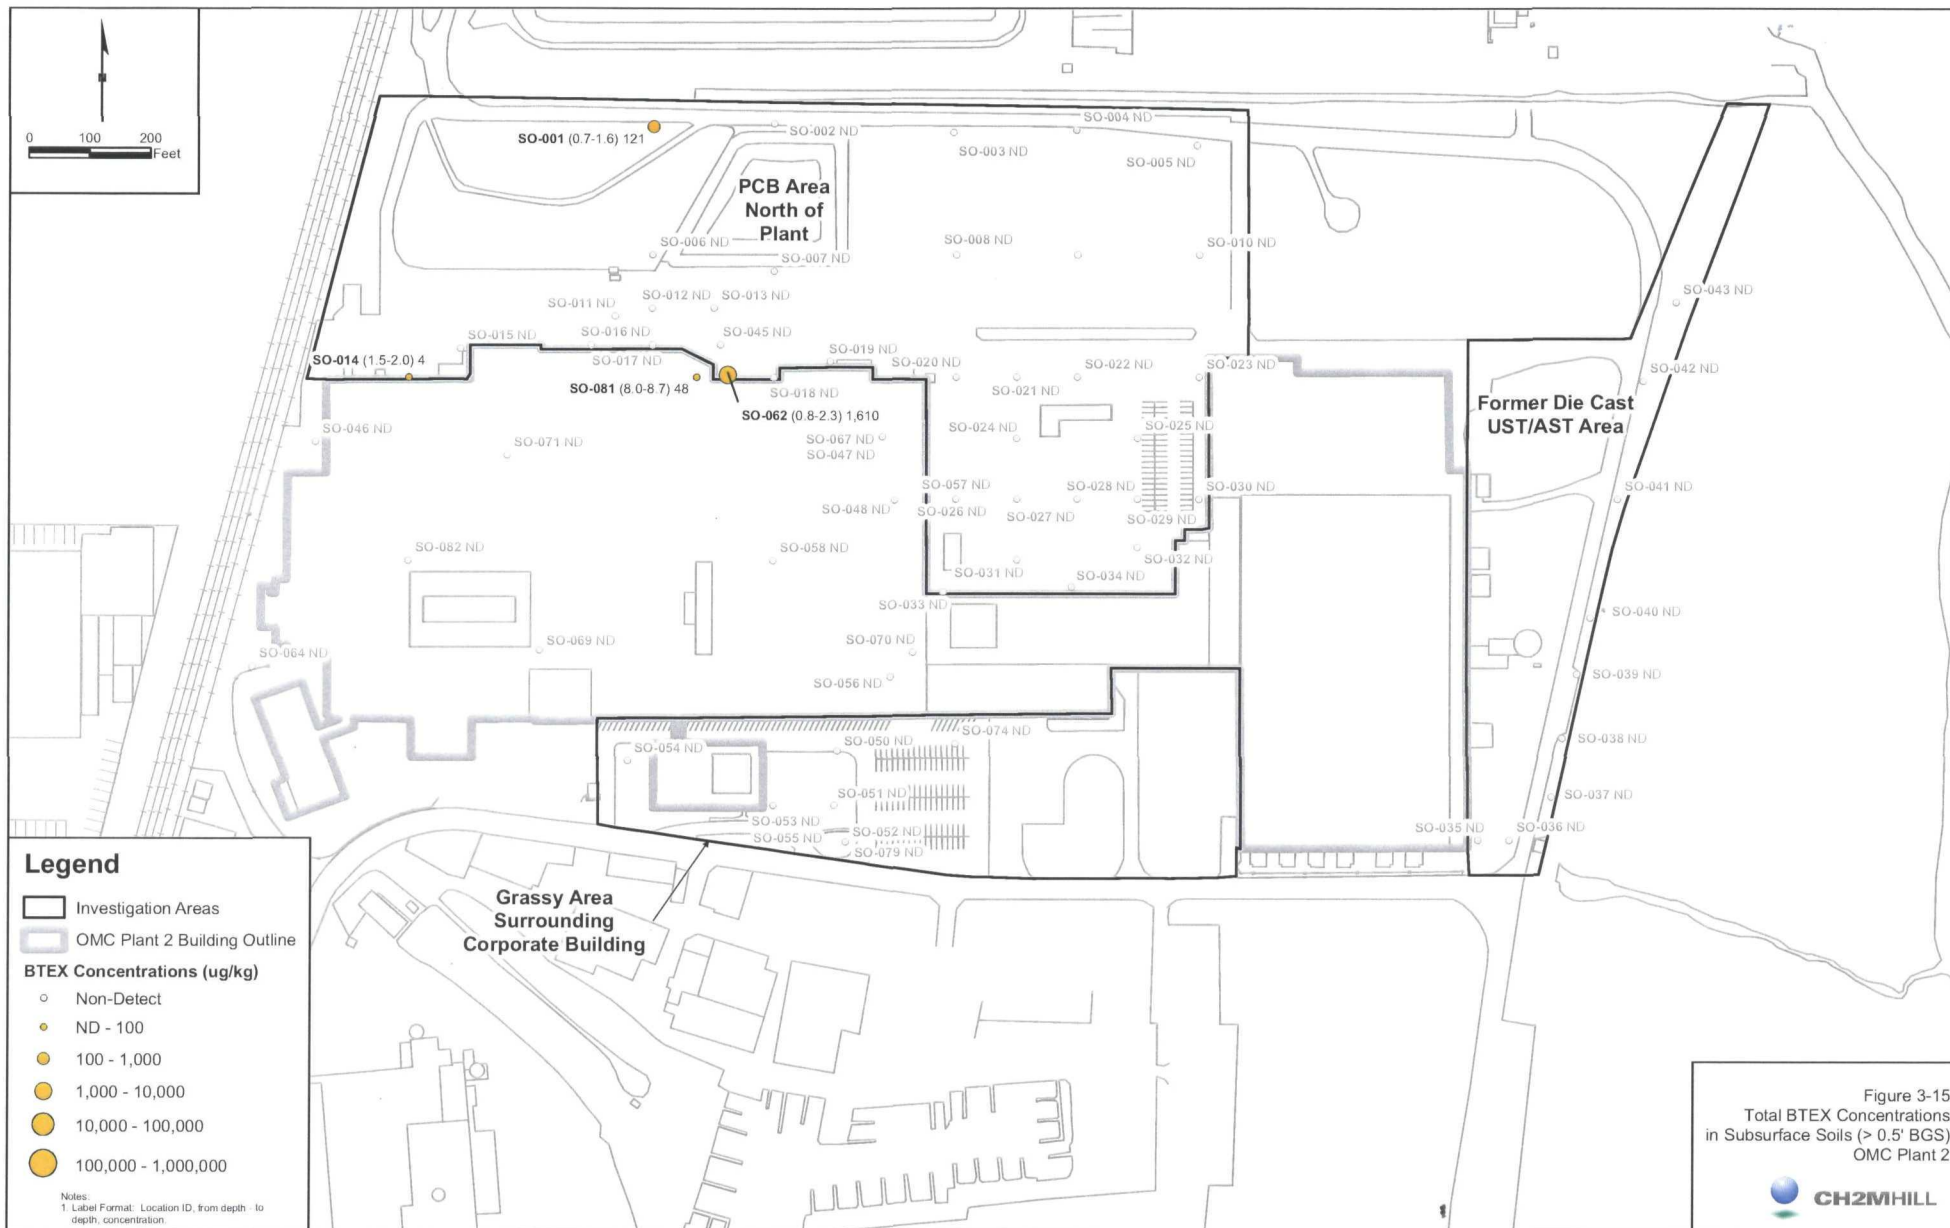 0 100 200
Feet
SO-001 (0.7-1.6) 121
SO-002 ND
SO-003 ND
SO-004 ND
SO-005 ND
PCB Area
North of
Plant
SO-006 ND
SO-007 ND
SO-008 ND
SO-010 ND
SO-011 ND
SO-012 ND
SO-013 ND
SO-015 ND
SO-016 ND
SO-045 ND
SO-014 (1.5-2.0) 4
SO-017 ND
SO-019 ND
SO-020 ND
SO-022 ND
SO-023 ND
SO-081 (8.0-8.7) 48
SO-018 ND
SO-021 ND
SO-062 (0.8-2.3) 1,610
SO-043 ND
SO-042 ND
Former Die Cast
UST/AST Area
SO-046 ND
SO-071 ND
SO-067 ND
SO-047 ND
SO-024 ND
SO-025 ND
SO-057 ND
SO-028 ND
SO-030 ND
SO-041 ND
SO-048 ND
SO-026 ND
SO-027 ND
SO-029 ND
SO-082 ND
SO-058 ND
SO-031 ND
SO-032 ND
SO-034 ND
SO-033 ND
SO-040 ND
SO-069 ND
SO-070 ND
SO-064 ND
SO-056 ND
SO-039 ND
SO-054 ND
SO-050 ND
SO-074 ND
SO-038 ND
SO-051 ND
SO-037 ND
SO-053 ND
SO-055 ND
SO-052 ND
SO-079 ND
SO-035 ND
SO-036 ND
Grassy Area
Surrounding
Corporate Building
Legend
Investigation Areas
OMC Plant 2 Building Outline
BTEX Concentrations (ug/kg)
Non-Detect
ND - 100
100 - 1,000
1,000 - 10,000
10,000 - 100,000
100,000 - 1,000,000
Notes:
1. Label Format: Location ID, from depth - to
depth, concentration.
Figure 3-15
Total BTEX Concentrations
in Subsurface Soils (> 0.5' BGS)
OMC Plant 2
CH2MHILL